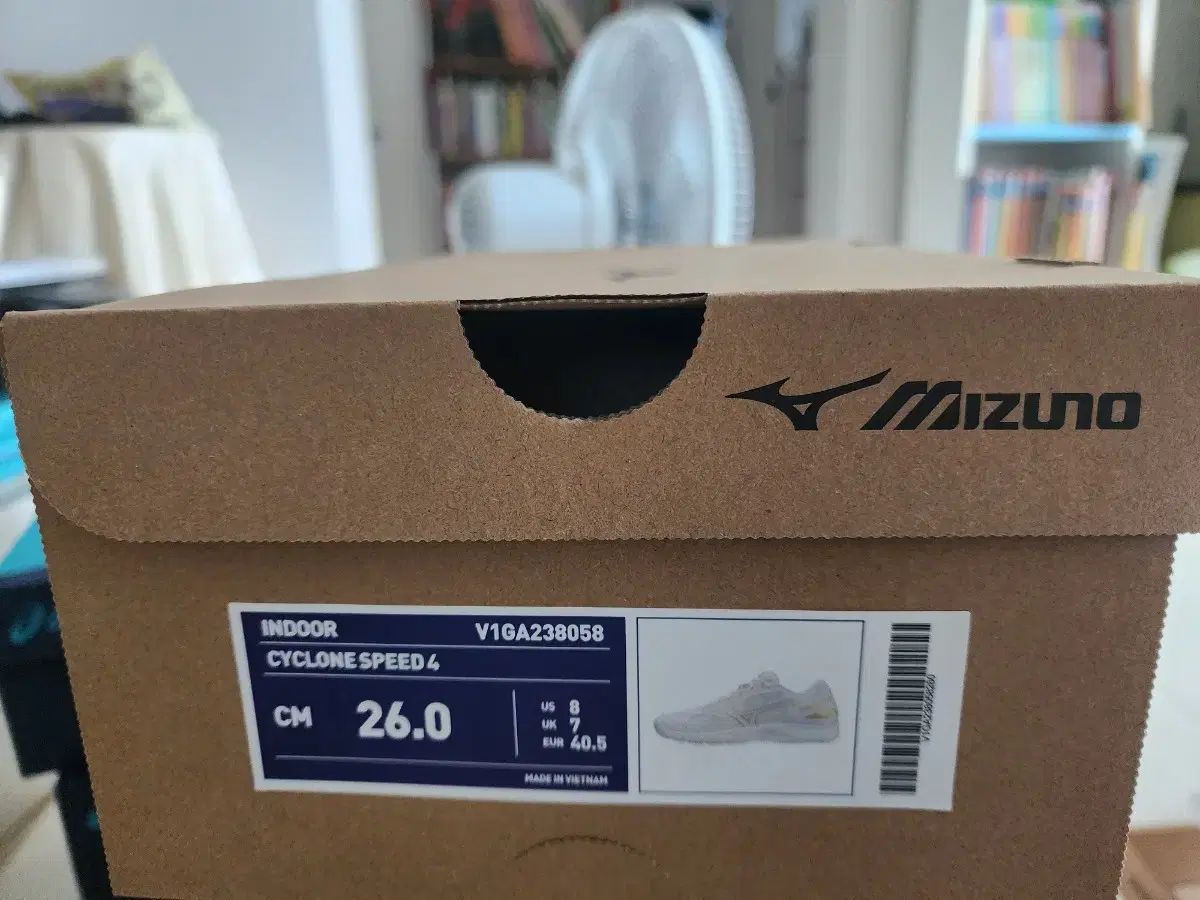 MIZUNO
INDOOR V1GA238058
CYCLONE SPEED 4
CM 26.0
US 8
UK 7
EUR 40.5
MADE IN VIETNAM
V1GA238058260